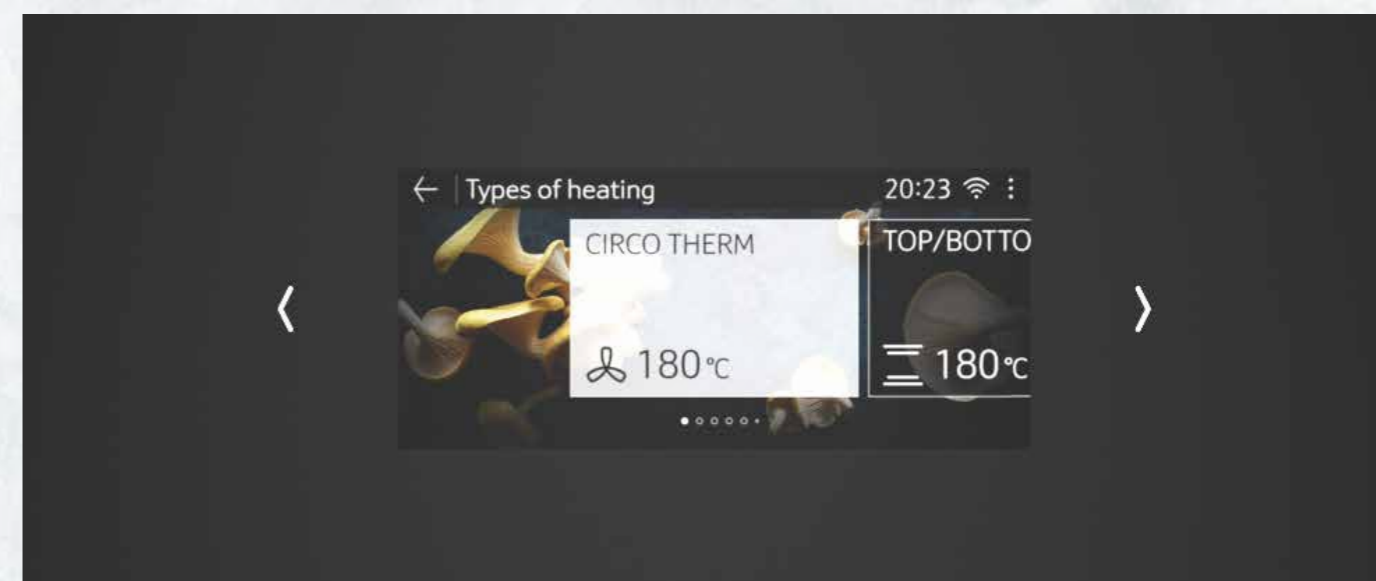 Types of heating
20:23
CIRCO THERM
180°C
TOP/BOTTO
180°C